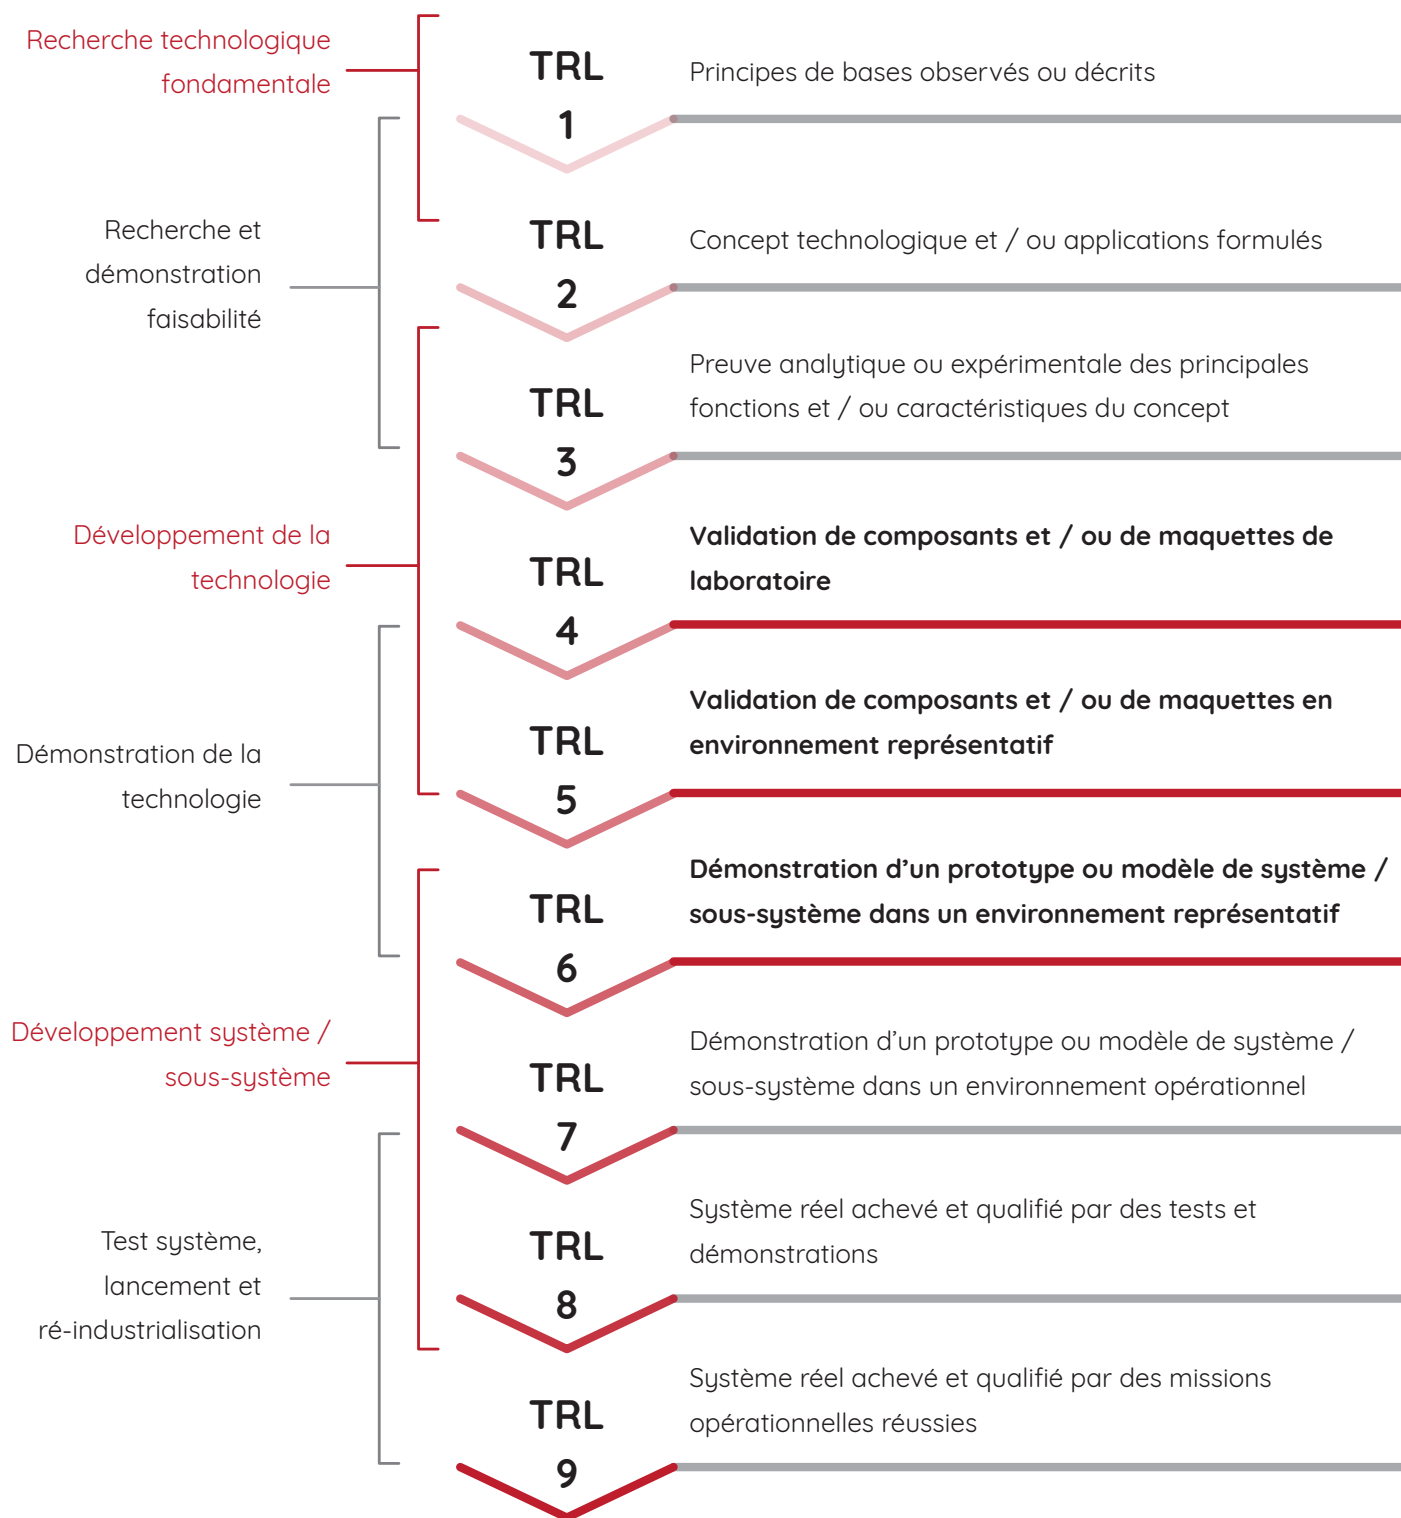 Recherche technologique
fondamentale
TRL
1
Principes de bases observés ou décrits
Recherche et
démonstration
faisabilité
TRL
2
Concept technologique et / ou applications formulés
TRL
3
Preuve analytique ou expérimentale des principales
fonctions et / ou caractéristiques du concept
Développement de la
technologie
TRL
4
Validation de composants et / ou de maquettes de
laboratoire
Démonstration de la
technologie
TRL
5
Validation de composants et / ou de maquettes en
environnement représentatif
TRL
6
Démonstration d’un prototype ou modèle de système /
sous-système dans un environnement représentatif
Développement système /
sous-système
TRL
7
Démonstration d’un prototype ou modèle de système /
sous-système dans un environnement opérationnel
Test système,
lancement et
ré-industrialisation
TRL
8
Système réel achevé et qualifié par des tests et
démonstrations
TRL
9
Système réel achevé et qualifié par des missions
opérationnelles réussies